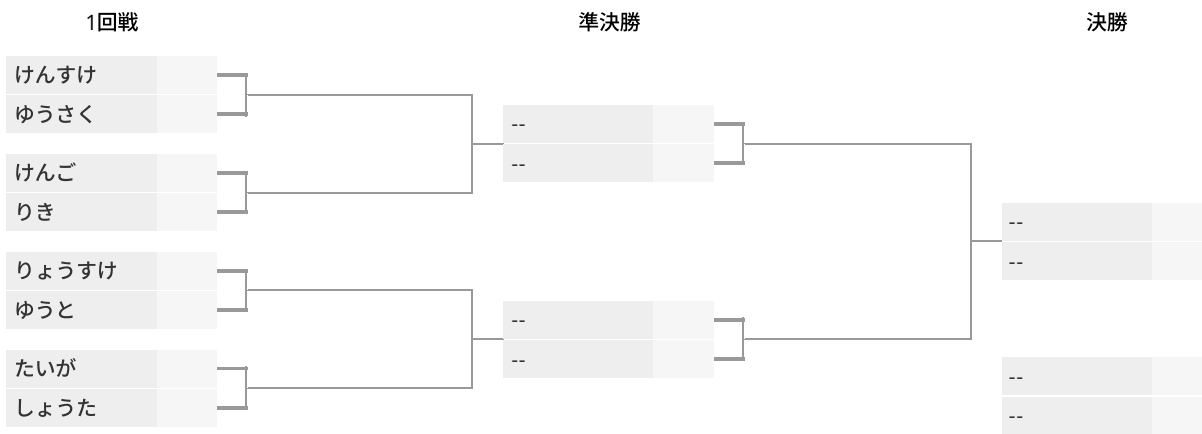 1回戦
準決勝
決勝
けんすけ
ゆうさく
けんご
りき
りょうすけ
ゆうと
たいが
しょうた
--
--
--
--
--
--
--
--